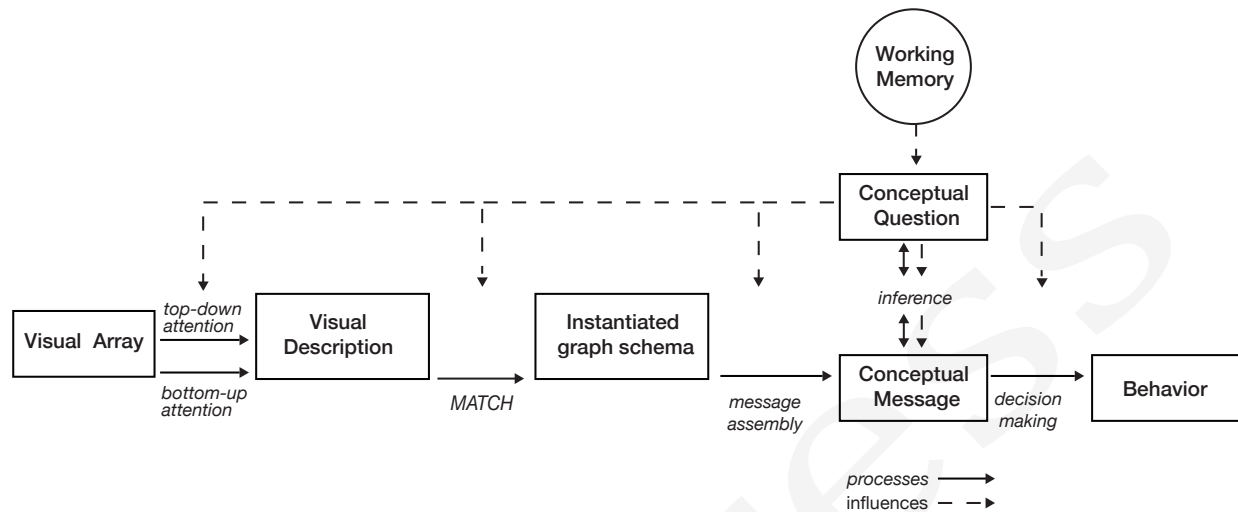 Working
Memory
Conceptual
Question
top-down
attention
Visual Array
bottom-up
attention
Visual
Description
MATCH
Instantiated
graph schema
message
assembly
inference
Conceptual
Message
decision
making
Behavior
processes
influences
ess